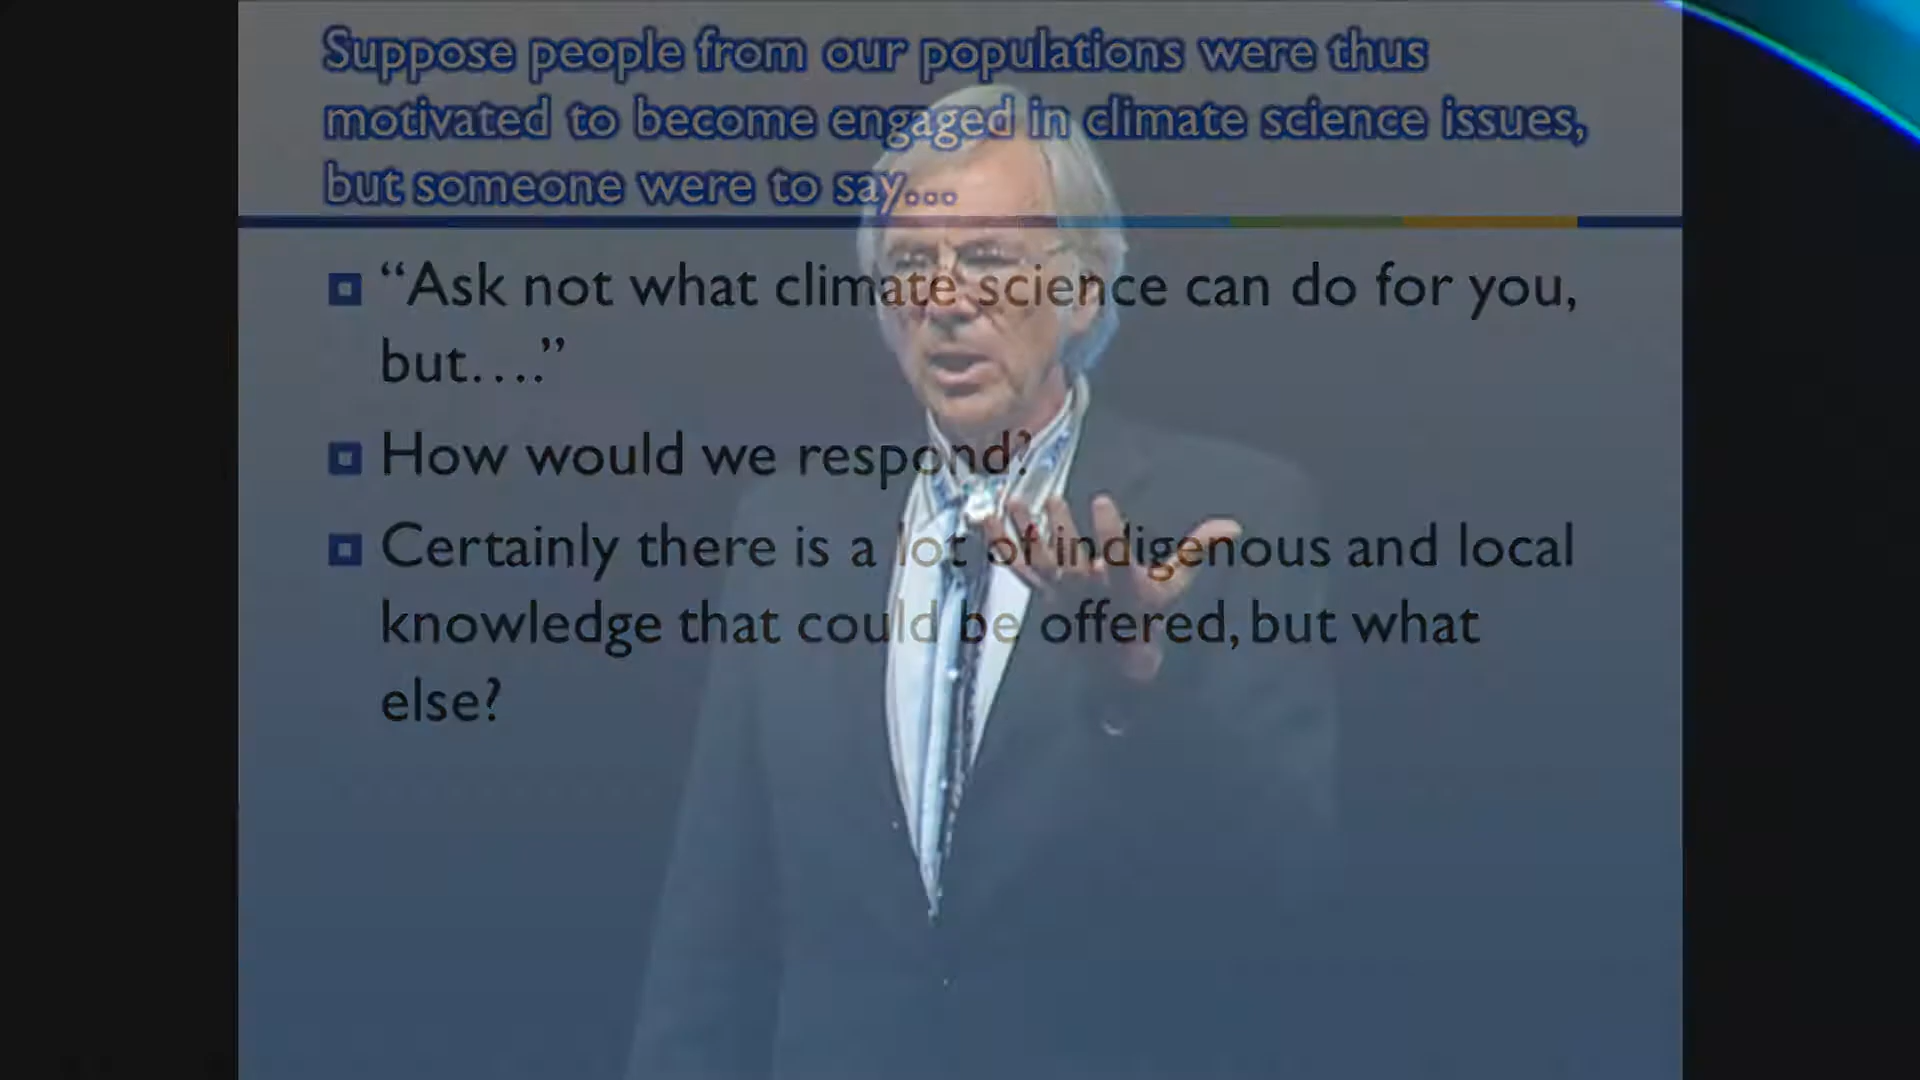 Suppose people from our populations were thus
motivated to become engaged in climate science issues,
but someone were to say...
“Ask not what climate science can do for you,
but....”
How would we respond?
Certainly there is a lot of indigenous and local
knowledge that could be offered, but what
else?